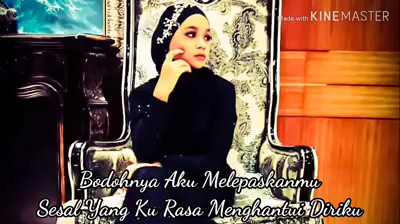 Made with KINEMASTER
Bodohnya Aku Melepaskanmu
Sesal Yang Ku Rasa Menghantui Diriku